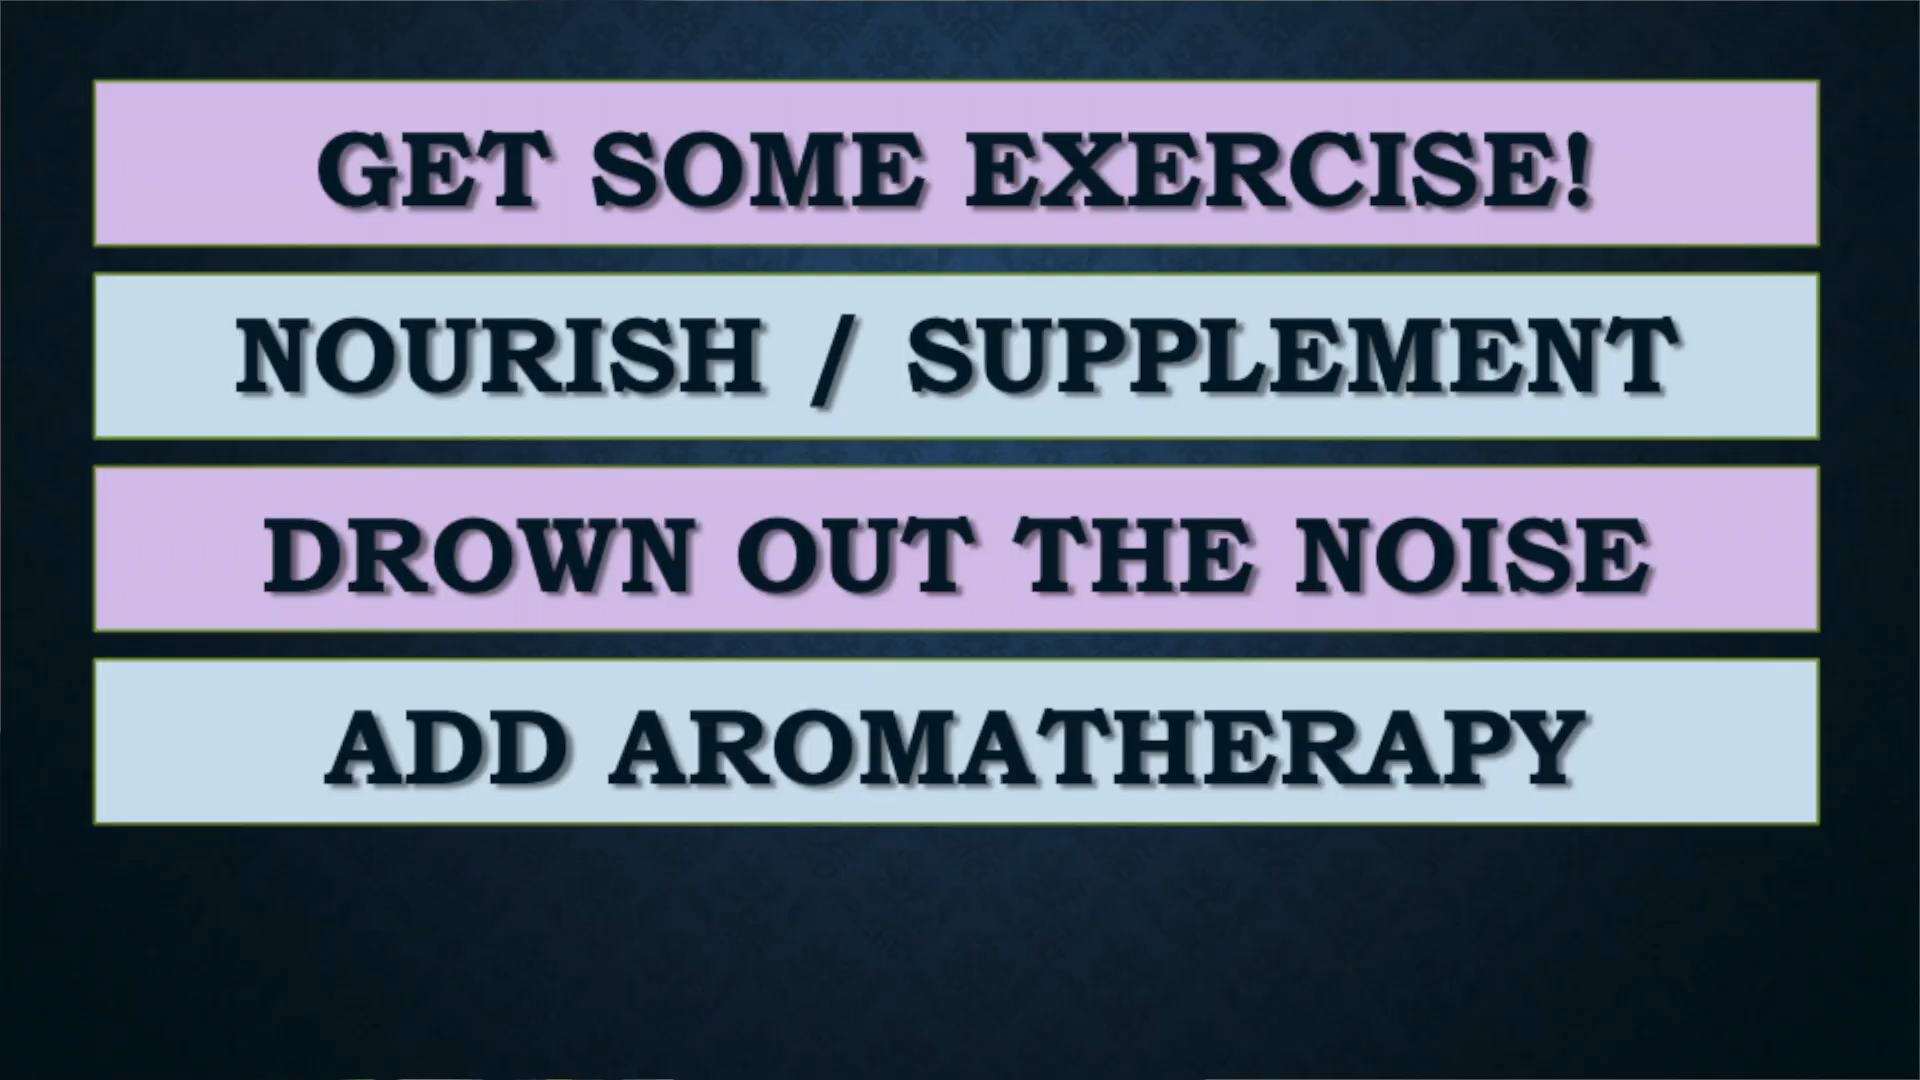 GET SOME EXERCISE!
NOURISH / SUPPLEMENT
DROWN OUT THE NOISE
ADD AROMATHERAPY